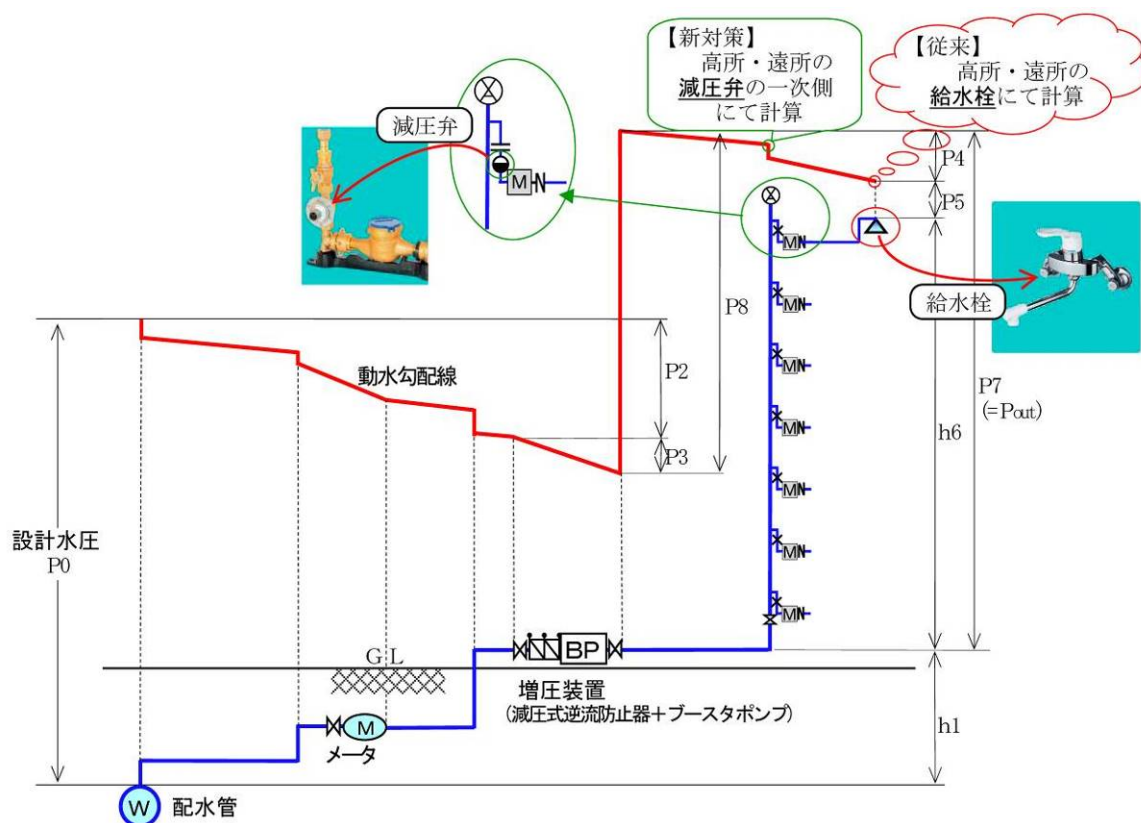 【新対策】
高所・遠所の
減圧弁の一次側
にて計算
【従来】
高所・遠所の
給水栓にて計算
減圧弁
M
P4
P5
P8
給水栓
P7
(=Pout)
h6
動水勾配線
P2
P3
設計水圧
P0
M
M
M
M
M
M
M
GL
BP
増圧装置
(減圧式逆流防止器+ブースタポンプ)
M
メータ
h1
W
配水管